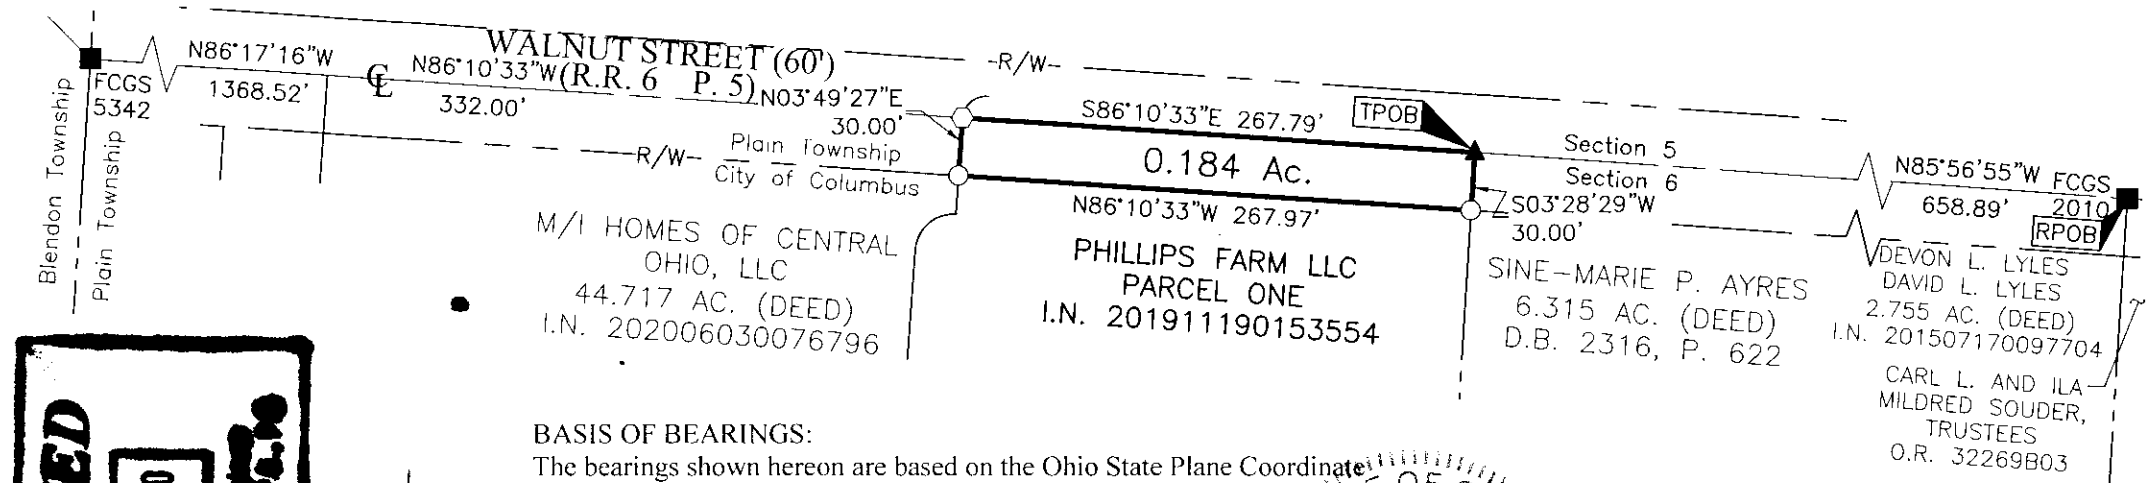 WALNUT STREET (60')
(R.R. 6 P. 5)
-R/W-
N86°17'16"W
1368.52'
FCGS
5342
Blendon Township
Plain Township
℄
N86°10'33"W
332.00'
N03°49'27"E
30.00'
-R/W-
Plain Township
City of Columbus
S86°10'33"E 267.79'
TPOB
0.184 Ac.
N86°10'33"W 267.97'
Section 5
Section 6
S03°28'29"W
30.00'
N85°56'55"W
658.89'
FCGS
2010
RPOB
M/I HOMES OF CENTRAL
OHIO, LLC
44.717 AC. (DEED)
I.N. 202006030076796
PHILLIPS FARM LLC
PARCEL ONE
I.N. 201911190153554
SINE-MARIE P. AYRES
6.315 AC. (DEED)
D.B. 2316, P. 622
DEVON L. LYLES
DAVID L. LYLES
2.755 AC. (DEED)
I.N. 201507170097704
CARL L. AND ILA
MILDRED SOUDER,
TRUSTEES
O.R. 32269B03
BASIS OF BEARINGS:
The bearings shown hereon are based on the Ohio State Plane Coordinate
OF